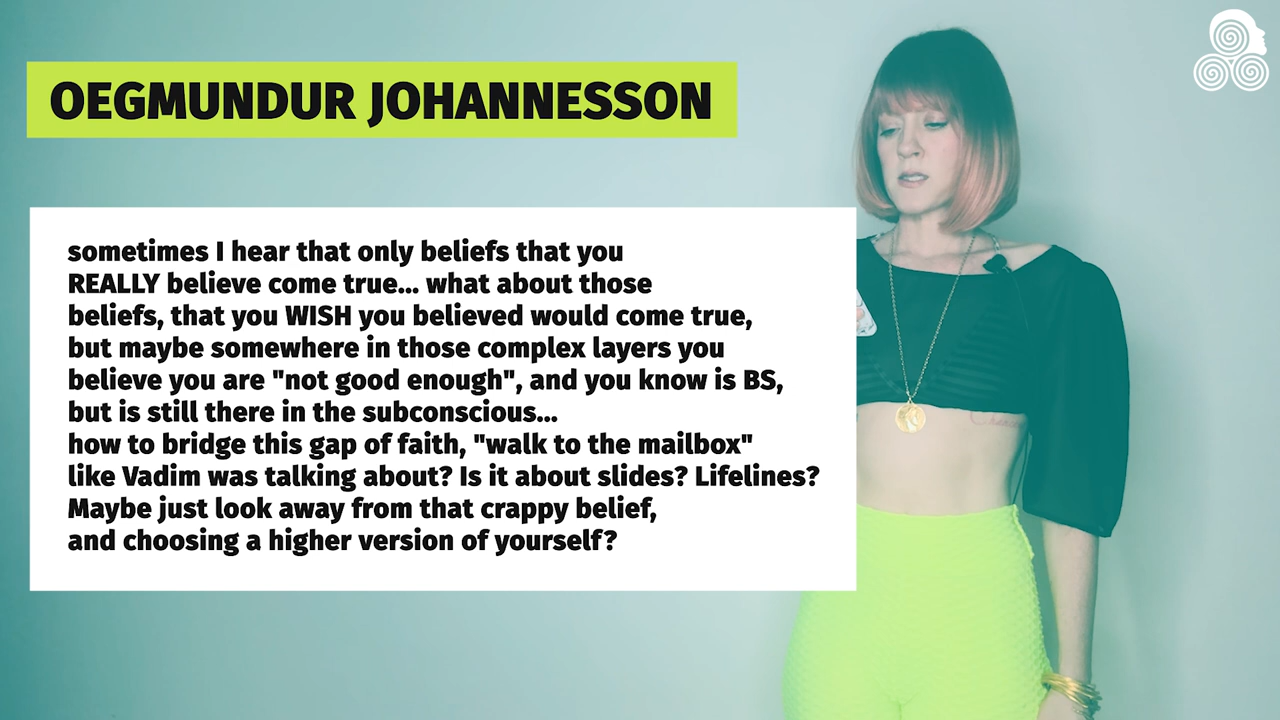 OEGMUNDUR JOHANNESSON
sometimes I hear that only beliefs that you
REALLY believe come true... what about those
beliefs, that you WISH you believed would come true,
but maybe somewhere in those complex layers you
believe you are "not good enough", and you know is BS,
but is still there in the subconscious...
how to bridge this gap of faith, "walk to the mailbox"
like Vadim was talking about? Is it about slides? Lifelines?
Maybe just look away from that crappy belief,
and choosing a higher version of yourself?